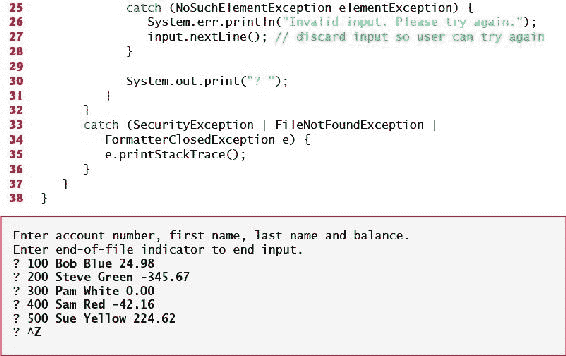 25 catch (NoSuchElementException elementException) {
26 System.err.println("Invalid input. Please try again.");
27 input.nextLine(); // discard input so user can try again
28 }
29
30 System.out.print("? ");
31 }
32 }
33 catch (SecurityException | FileNotFoundException |
34 FormatterClosedException e) {
35 e.printStackTrace();
36 }
37 }
38 }
Enter account number, first name, last name and balance.
Enter end-of-file indicator to end input.
? 100 Bob Blue 24.98
? 200 Steve Green -345.67
? 300 Pam White 0.00
? 400 Sam Red -42.16
? 500 Sue Yellow 224.62
? ^Z